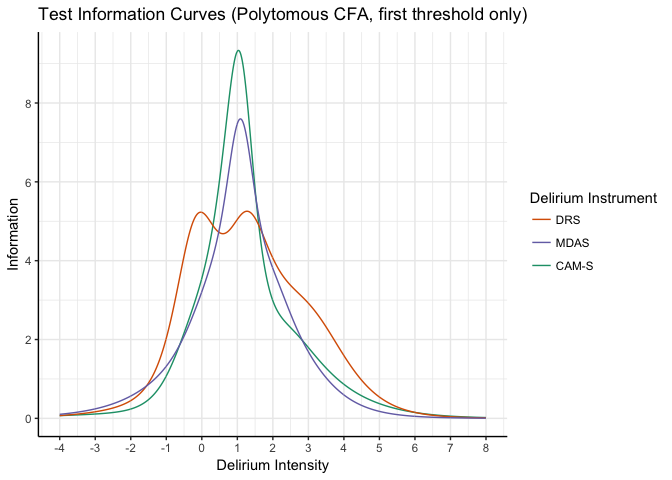 Test Information Curves (Polytomous CFA, first threshold only)
Information
8
6
4
2
0
-4 -3 -2 -1 0 1 2 3 4 5 6 7 8
Delirium Intensity
Delirium Instrument
DRS
MDAS
CAM-S